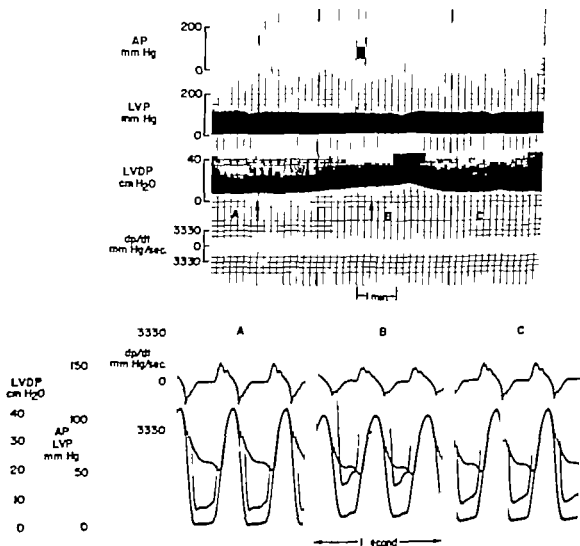 200
AP
mm Hg
0
200
LVP
mm Hg
0
40
LVDP
cm H2O
0
A
B
C
3330
dp/dt
0
mm Hg/sec.
3330
1 min
A
B
C
3330
150
dp/dt
mm Hg/sec
LVDP
cm H2O
0
40
100
3330
30
AP
LVP
mm Hg
20
50
10
0
0
1 second